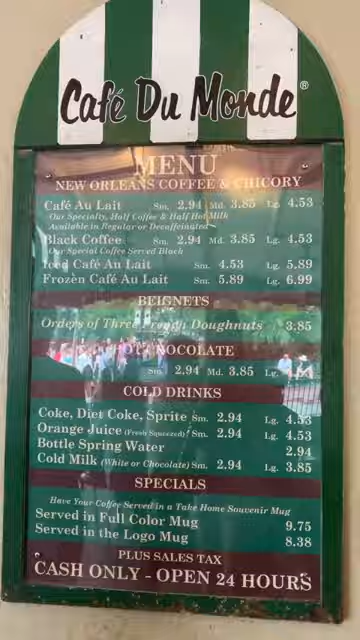 Café Du Monde®
MENU
NEW ORLEANS COFFEE & CHICORY
Café Au Lait Sm. 2.94 Md. 3.85 Lg. 4.53
Our Specialty, Half Coffee & Half Hot Milk
Available in Regular or Decaffeinated
Black Coffee Sm. 2.94 Md. 3.85 Lg. 4.53
Our Special Coffee Served Black
Iced Café Au Lait Sm. 4.53 Lg. 5.89
Frozen Café Au Lait Sm. 5.89 Lg. 6.99
BEIGNETS
Orders of Three French Doughnuts 3.85
HOT CHOCOLATE
Sm. 2.94 Md. 3.85 Lg.
COLD DRINKS
Coke, Diet Coke, Sprite Sm. 2.94 Lg. 4.53
Orange Juice (Fresh Squeezed) Sm. 2.94 Lg. 4.53
Bottle Spring Water 2.94
Cold Milk (White or Chocolate) Sm. 2.94 Lg. 3.85
SPECIALS
Have Your Coffee Served in a Take Home Souvenir Mug
Served in Full Color Mug 9.75
Served in the Logo Mug 8.38
PLUS SALES TAX
CASH ONLY - OPEN 24 HOURS